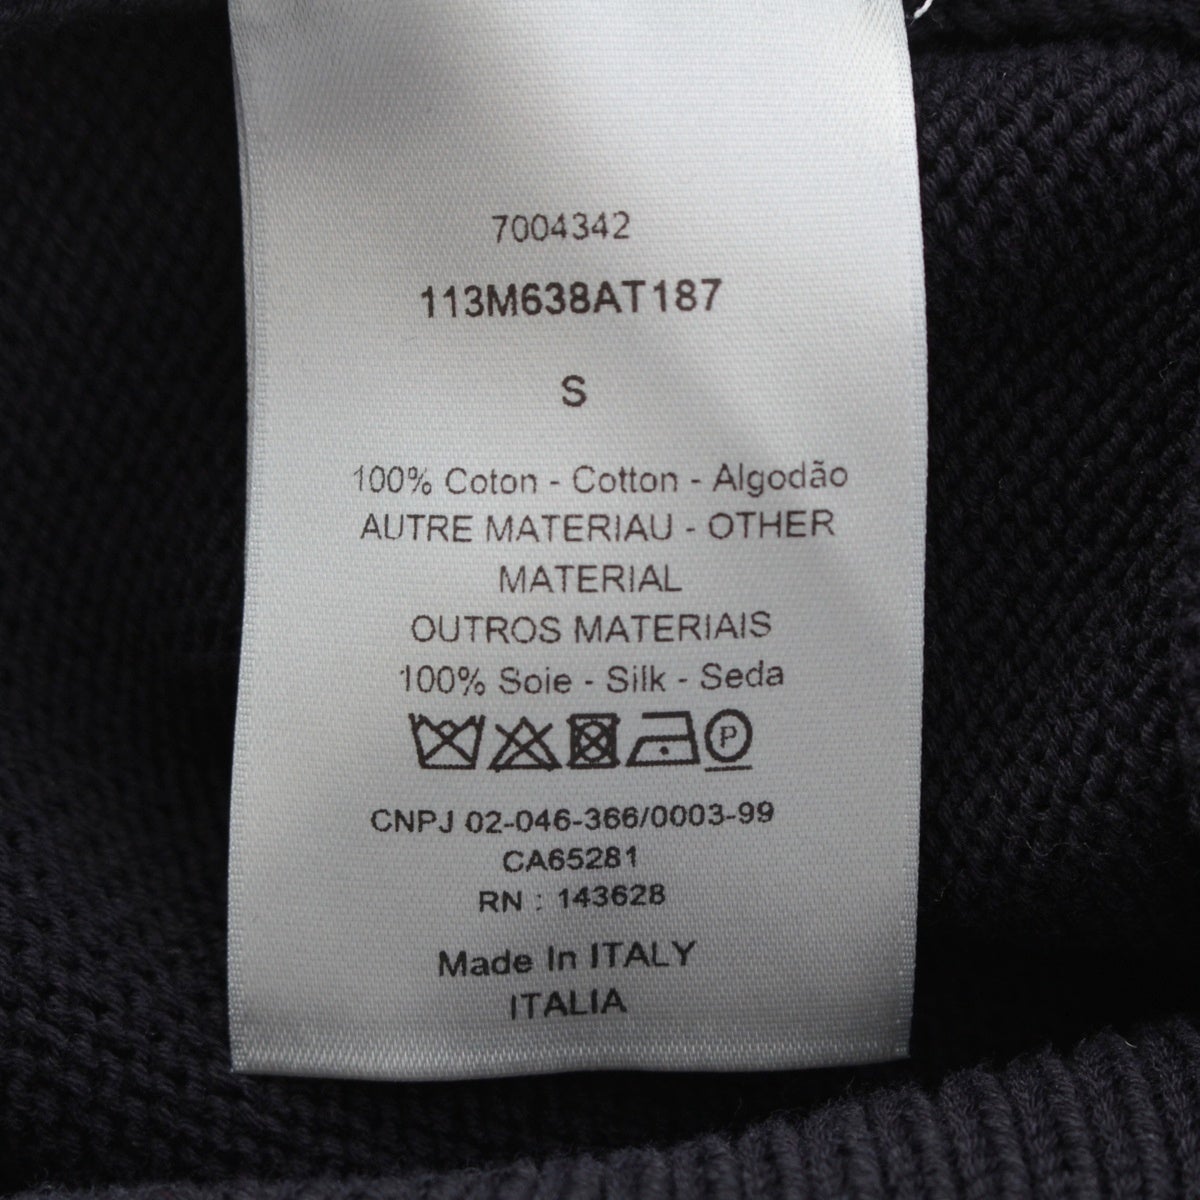 7004342
113M638AT187
S
100% Coton - Cotton - Algodão
AUTRE MATERIAU - OTHER
MATERIAL
OUTROS MATERIAIS
100% Soie - Silk - Seda
P
CNPJ 02-046-366/0003-99
CA65281
RN : 143628
Made In ITALY
ITALIA